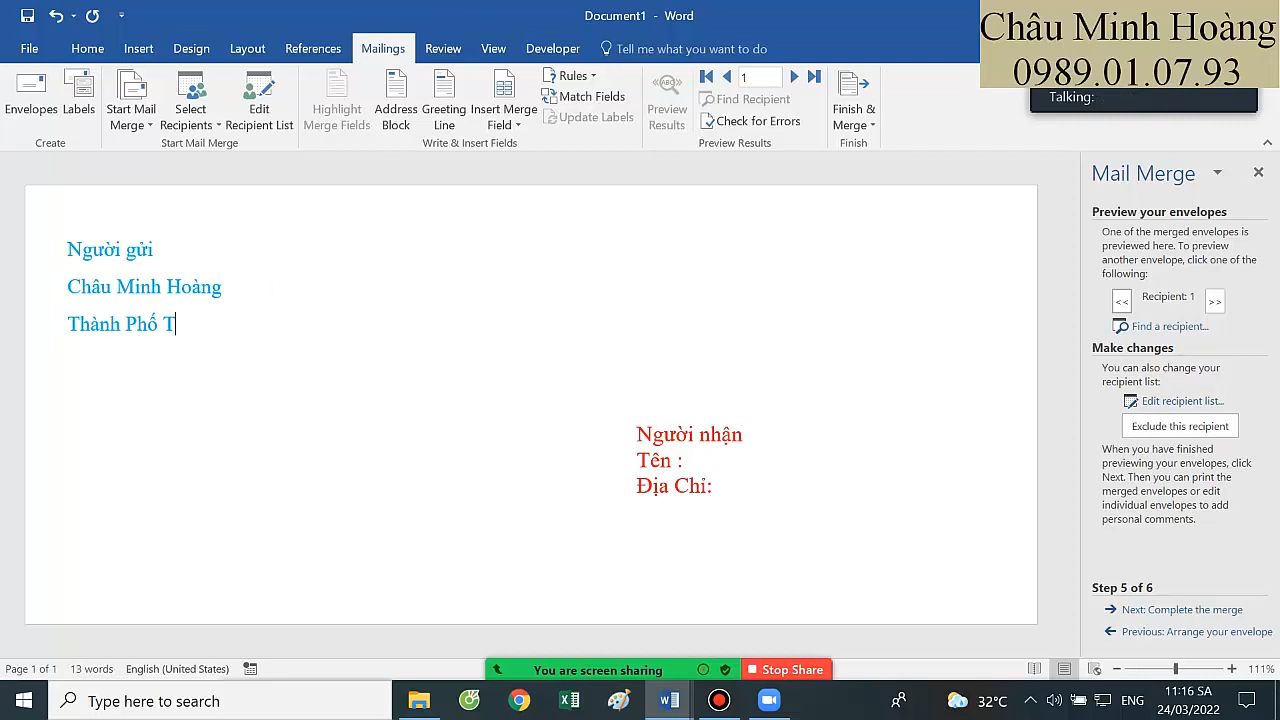 Document1 - Word
Châu Minh Hoàng
0989.01.07.93
Talking:
File Home Insert Design Layout References Mailings Review View Developer Tell me what you want to do
Envelopes
Labels
Start Mail Merge
Select Recipients
Edit Recipient List
Highlight Merge Fields
Address Block
Greeting Line
Insert Merge Field
Rules
Match Fields
Update Labels
ABC
Preview Results
1
Find Recipient
Check for Errors
Finish & Merge
Create
Start Mail Merge
Write & Insert Fields
Preview Results
Finish
Người gửi
Châu Minh Hoàng
Thành Phố T
Người nhận
Tên :
Địa Chỉ:
Mail Merge
Preview your envelopes
One of the merged envelopes is
previewed here. To preview
another envelope, click one of the
following:
<< Recipient: 1 >>
Find a recipient...
Make changes
You can also change your
recipient list:
Edit recipient list...
Exclude this recipient
When you have finished
previewing your envelopes, click
Next. Then you can print the
merged envelopes or edit
individual envelopes to add
personal comments.
Step 5 of 6
Next: Complete the merge
Previous: Arrange your envelope
Page 1 of 1 13 words English (United States)
You are screen sharing
Stop Share
111%
Type here to search
32°C
ENG
11:16 SA
24/03/2022